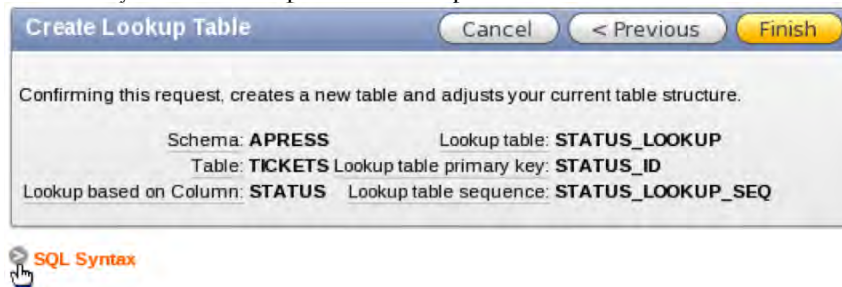 Create Lookup Table Cancel < Previous Finish
Confirming this request, creates a new table and adjusts your current table structure.
Schema: APRESS Lookup table: STATUS_LOOKUP
Table: TICKETS Lookup table primary key: STATUS_ID
Lookup based on Column: STATUS Lookup table sequence: STATUS_LOOKUP_SEQ
SQL Syntax